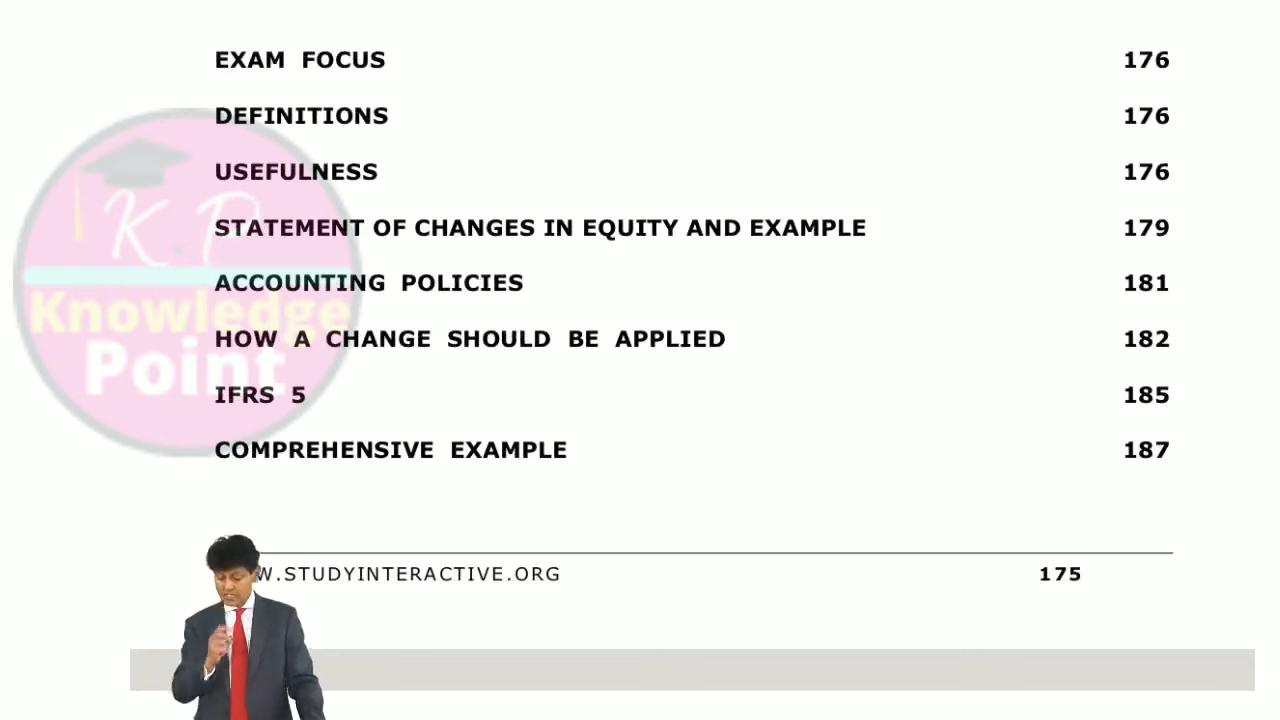 EXAM FOCUS 176
DEFINITIONS 176
USEFULNESS 176
STATEMENT OF CHANGES IN EQUITY AND EXAMPLE 179
ACCOUNTING POLICIES 181
HOW A CHANGE SHOULD BE APPLIED 182
IFRS 5 185
COMPREHENSIVE EXAMPLE 187
K.P
Knowledge
Point
W.STUDYINTERACTIVE.ORG 175